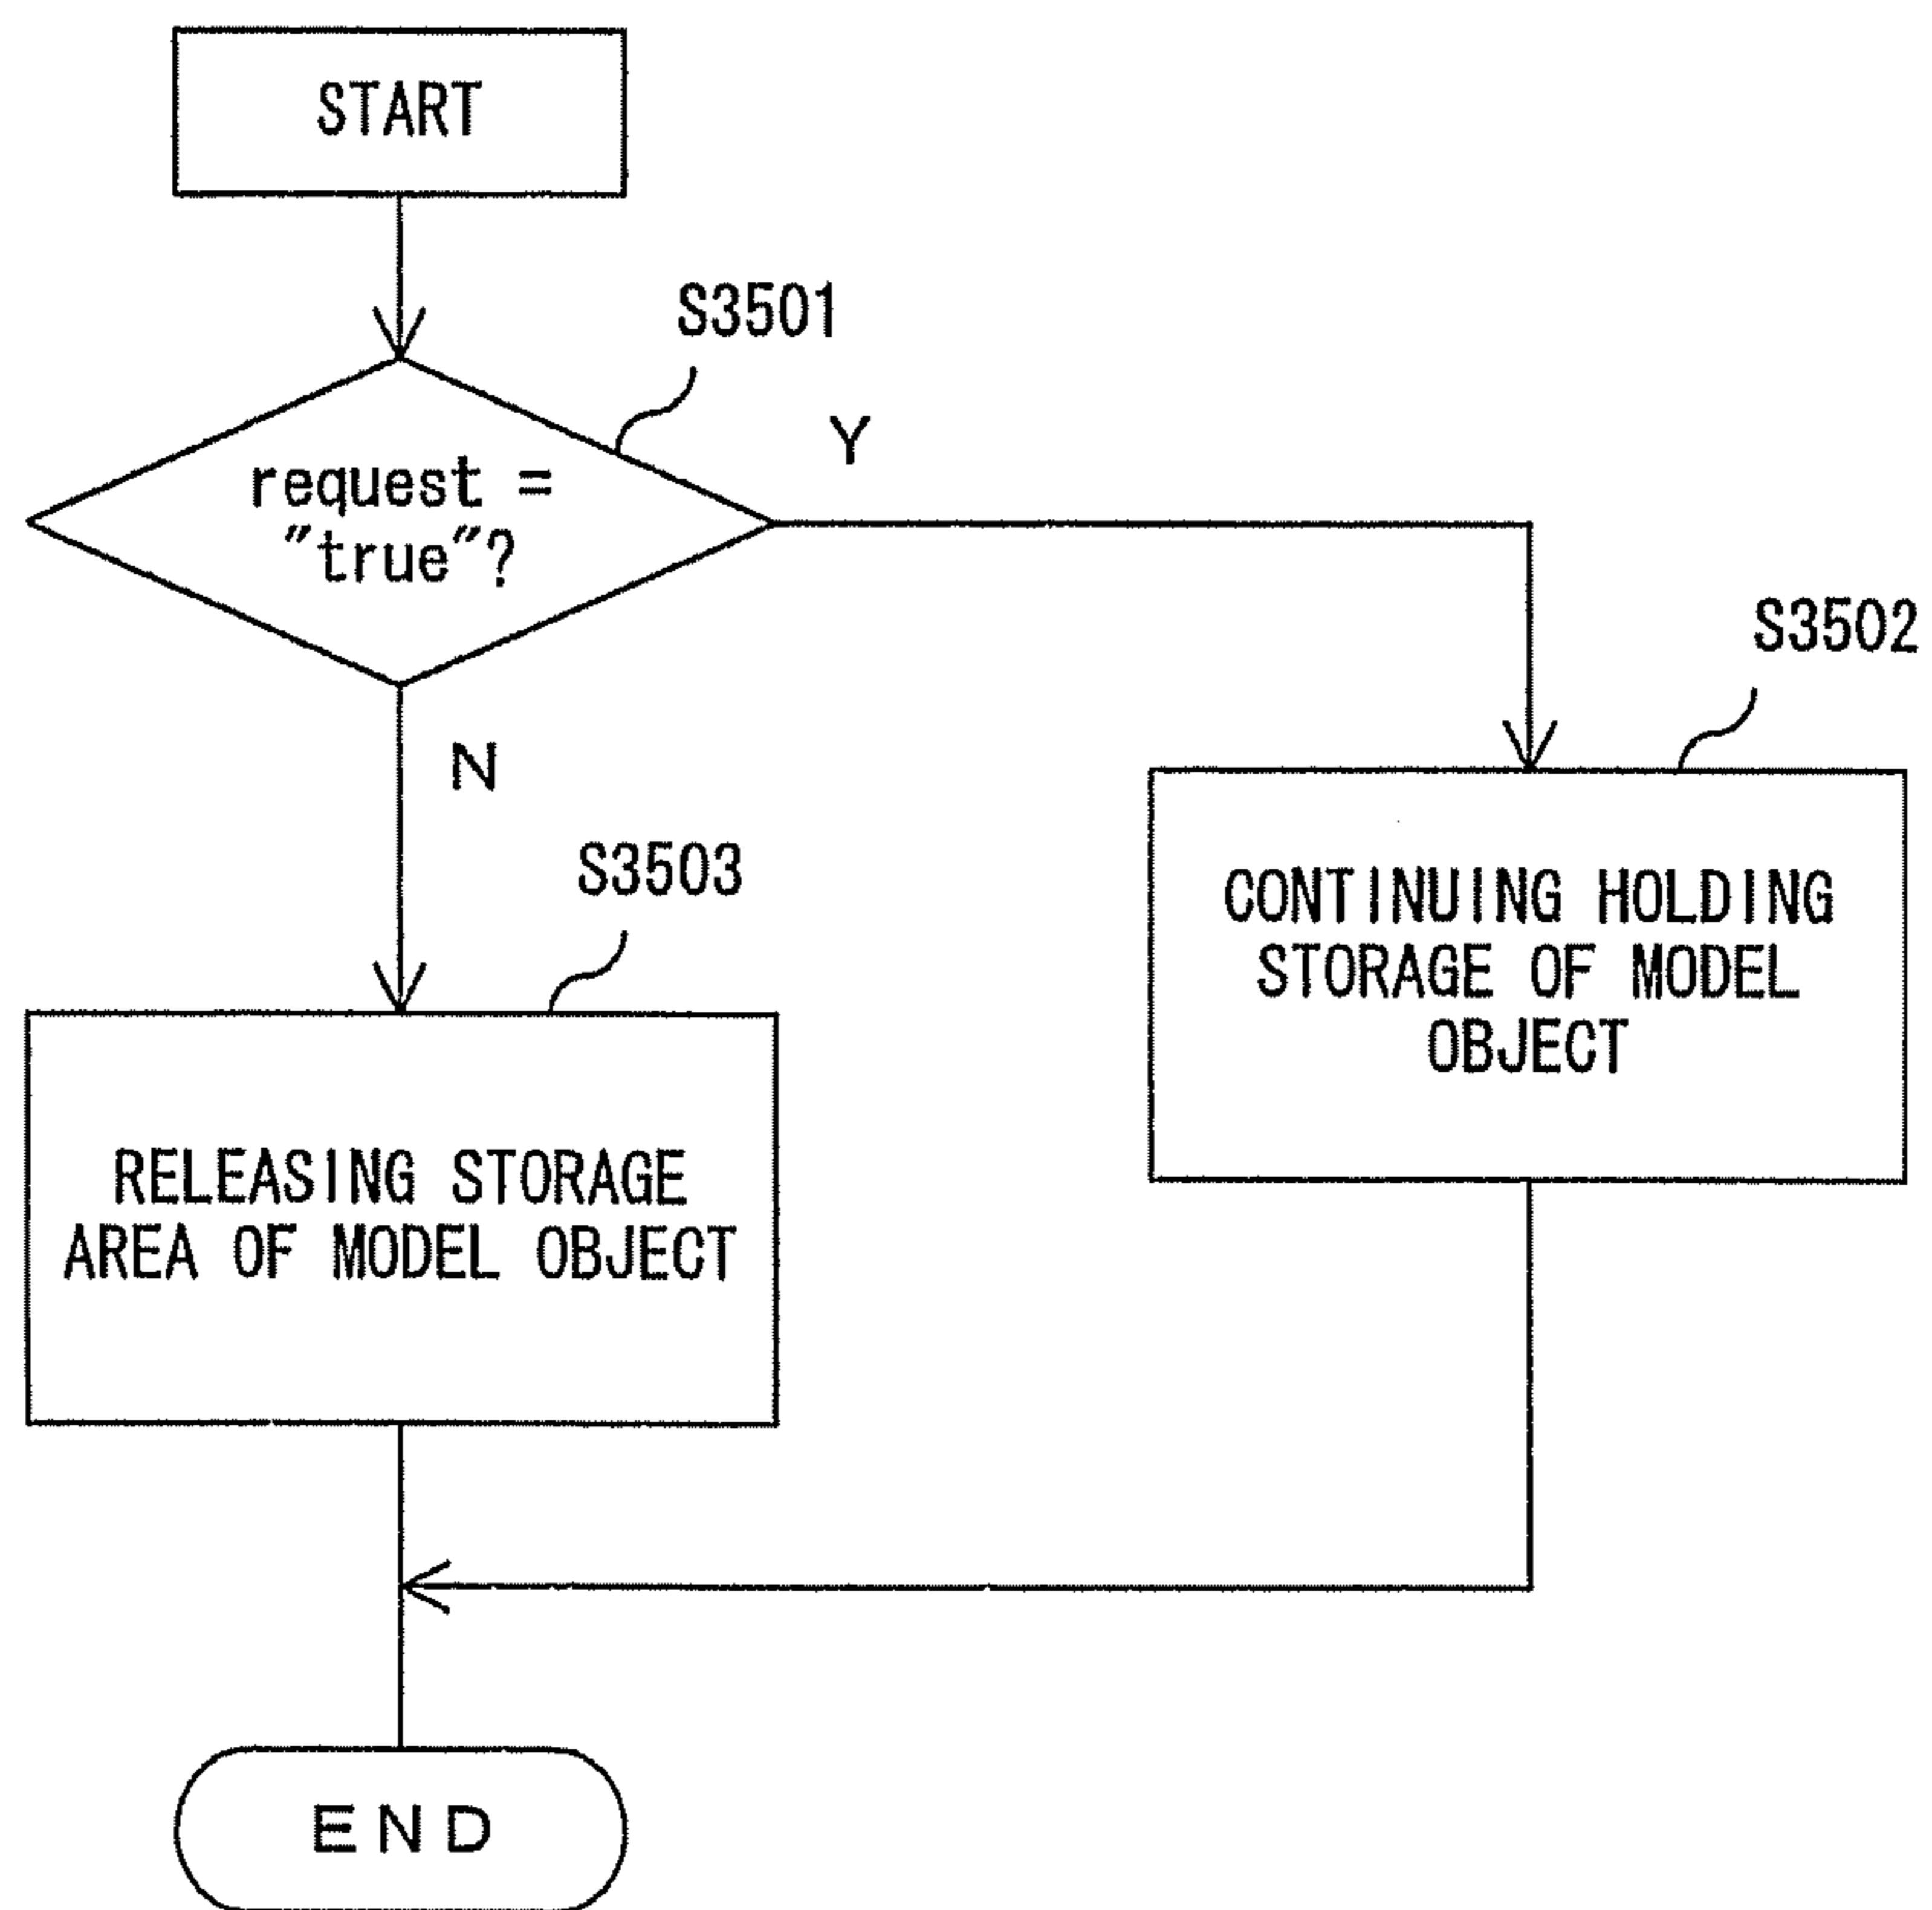 START
S3501
Y
request =
"true"?
S3502
N
S3503
CONTINUING HOLDING
STORAGE OF MODEL
OBJECT
RELEASING STORAGE
AREA OF MODEL OBJECT
END